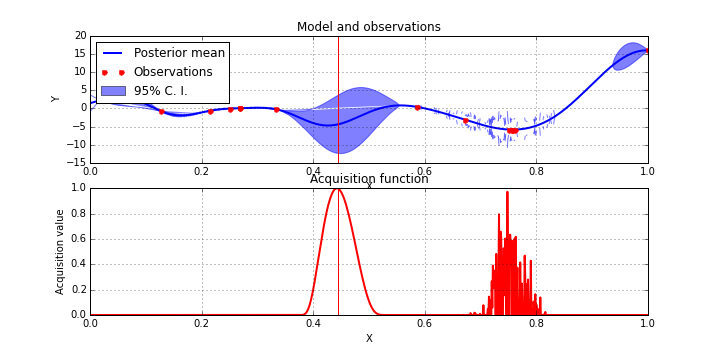 Model and observations
20
15
10
5
0
−5
−10
−15
Y
Posterior mean
Observations
95% C. I.
0.0 0.2 0.4 0.6 0.8 1.0
X
Acquisition function
1.0
0.8
0.6
0.4
0.2
0.0
Acquisition value
0.0 0.2 0.4 0.6 0.8 1.0
X